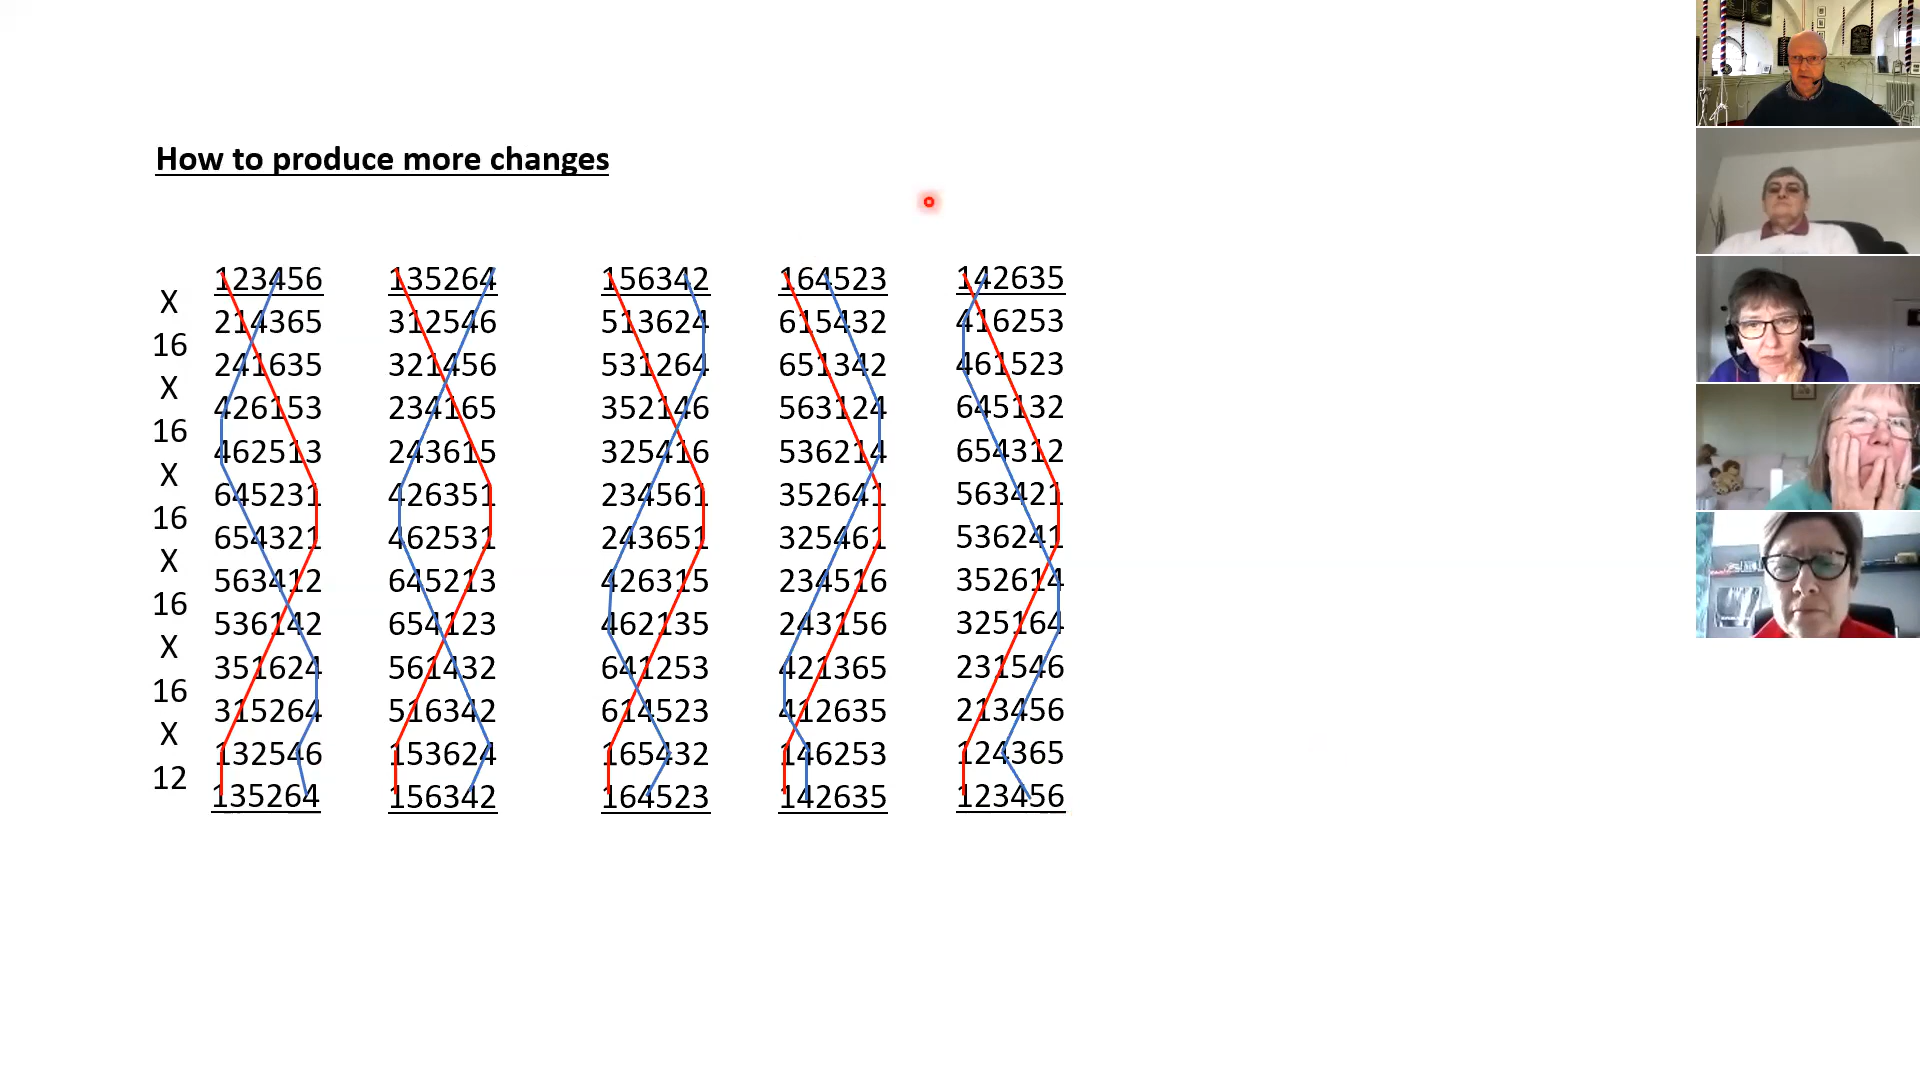 How to produce more changes
123456 135264 156342 164523 142635
X
214365 312546 513624 615432 416253
16
241635 321456 531264 651342 461523
X
426153 234165 352146 563124 645132
16
462513 243615 325416 536214 654312
X
645231 426351 234561 352641 563421
16
654321 462531 243651 325461 536241
X
563412 645213 426315 234516 352614
16
536142 654123 462135 243156 325164
X
351624 561432 641253 421365 231546
16
315264 516342 614523 412635 213456
X
132546 153624 165432 146253 124365
12
135264 156342 164523 142635 123456